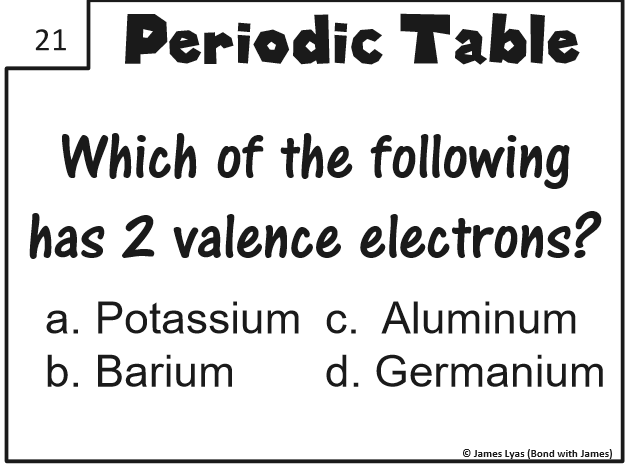 21
Periodic Table
Which of the following
has 2 valence electrons?
a. Potassium c. Aluminum
b. Barium d. Germanium
© James Lyas (Bond with James)